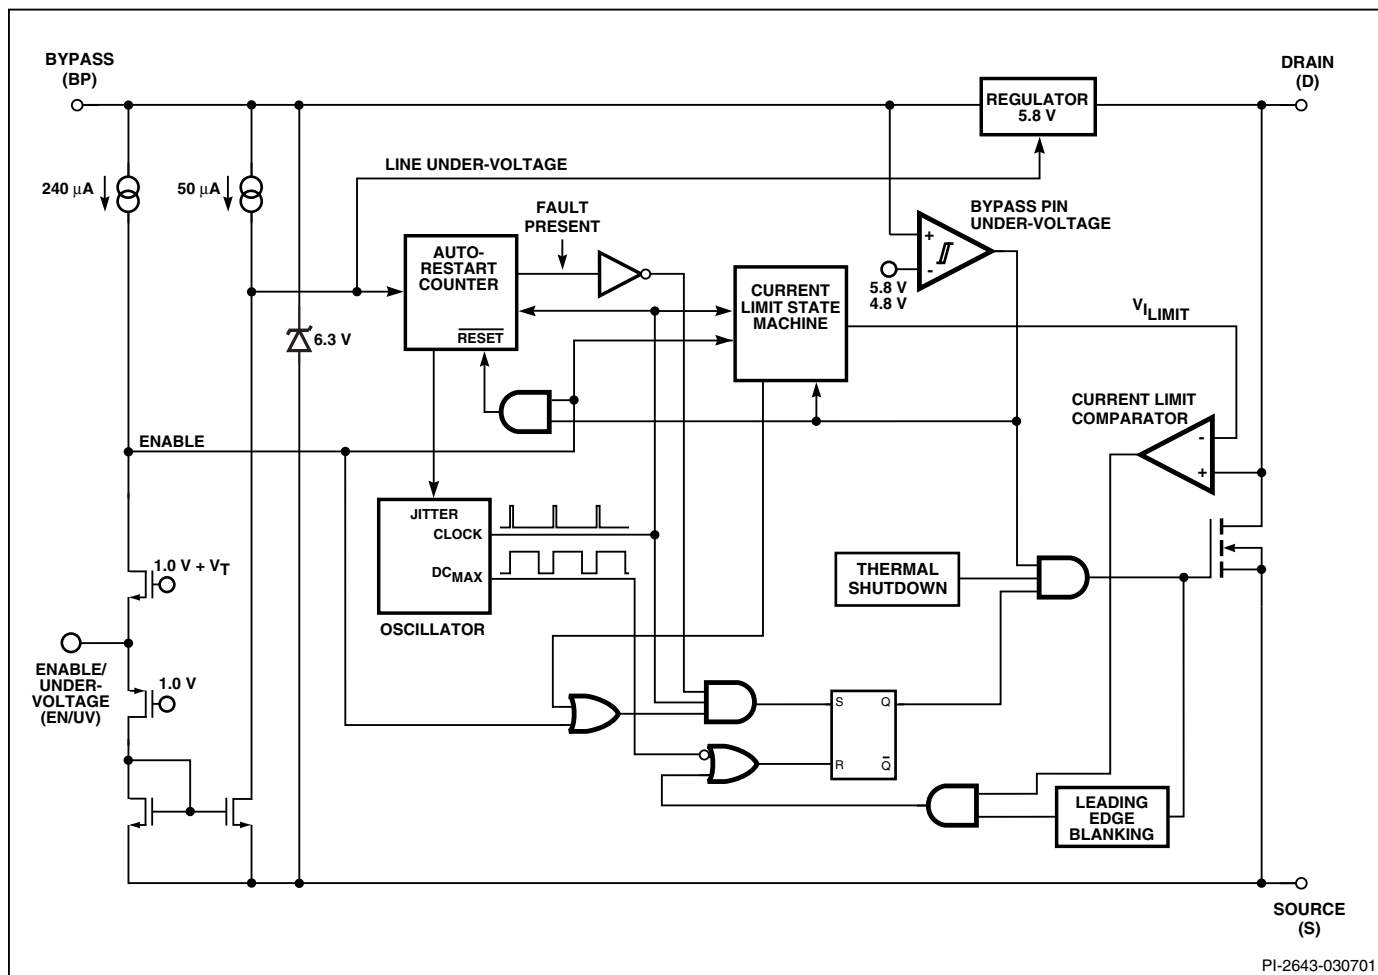 BYPASS
(BP)
DRAIN
(D)
REGULATOR
5.8 V
LINE UNDER-VOLTAGE
240 μA
50 μA
FAULT
PRESENT
BYPASS PIN
UNDER-VOLTAGE
AUTO-
RESTART
COUNTER
RESET
CURRENT
LIMIT STATE
MACHINE
+
-
5.8 V
4.8 V
VILIMIT
6.3 V
CURRENT LIMIT
COMPARATOR
-
+
ENABLE
JITTER
CLOCK
DCMAX
OSCILLATOR
1.0 V + VT
THERMAL
SHUTDOWN
ENABLE/
UNDER-
VOLTAGE
(EN/UV)
1.0 V
S Q
R Q
LEADING
EDGE
BLANKING
SOURCE
(S)
PI-2643-030701